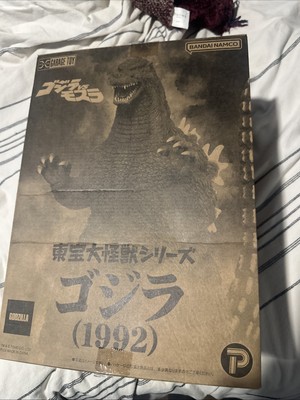 GARAGE TOY
BANDAI NAMCO
ゴジラvsモスラ
東宝大怪獣シリーズ
ゴジラ
(1992)
GODZILLA
P